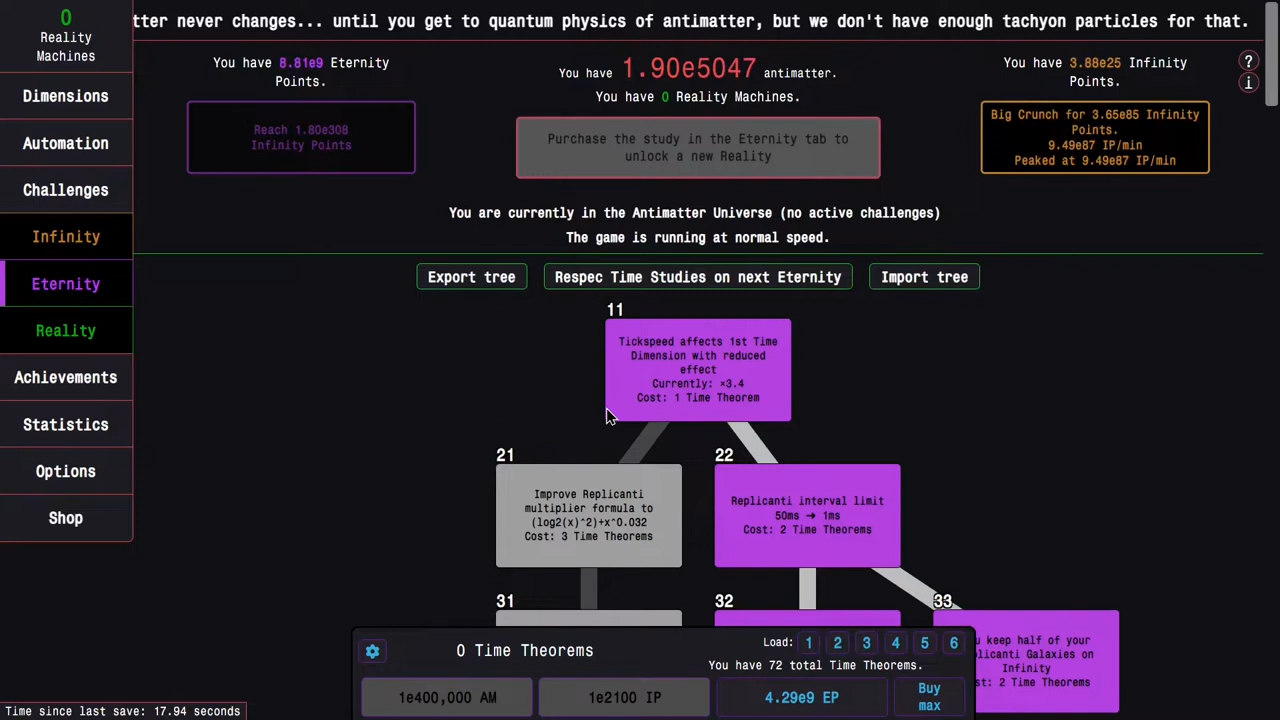 0
Reality
Machines
Dimensions
Automation
Challenges
Infinity
Eternity
Reality
Achievements
Statistics
Options
Shop
tter never changes... until you get to quantum physics of antimatter, but we don't have enough tachyon particles for that.
You have 8.81e9 Eternity
Points.
Reach 1.80e308
Infinity Points
You have 1.90e5047 antimatter.
You have 0 Reality Machines.
Purchase the study in the Eternity tab to
unlock a new Reality
You have 3.88e25 Infinity
Points.
Big Crunch for 3.65e85 Infinity
Points.
9.49e87 IP/min
Peaked at 9.49e87 IP/min
?
i
You are currently in the Antimatter Universe (no active challenges)
The game is running at normal speed.
Export tree
Respec Time Studies on next Eternity
Import tree
11
Tickspeed affects 1st Time
Dimension with reduced
effect
Currently: ×3.4
Cost: 1 Time Theorem
21
Improve Replicanti
multiplier formula to
(log2(x)^2)+x^0.032
Cost: 3 Time Theorems
22
Replicanti interval limit
50ms → 1ms
Cost: 2 Time Theorems
31
32
33
u keep half of your
plicanti Galaxies on
Infinity
st: 2 Time Theorems
0 Time Theorems
Load: 1 2 3 4 5 6
You have 72 total Time Theorems.
1e400,000 AM
1e2100 IP
4.29e9 EP
Buy
max
Time since last save: 17.94 seconds